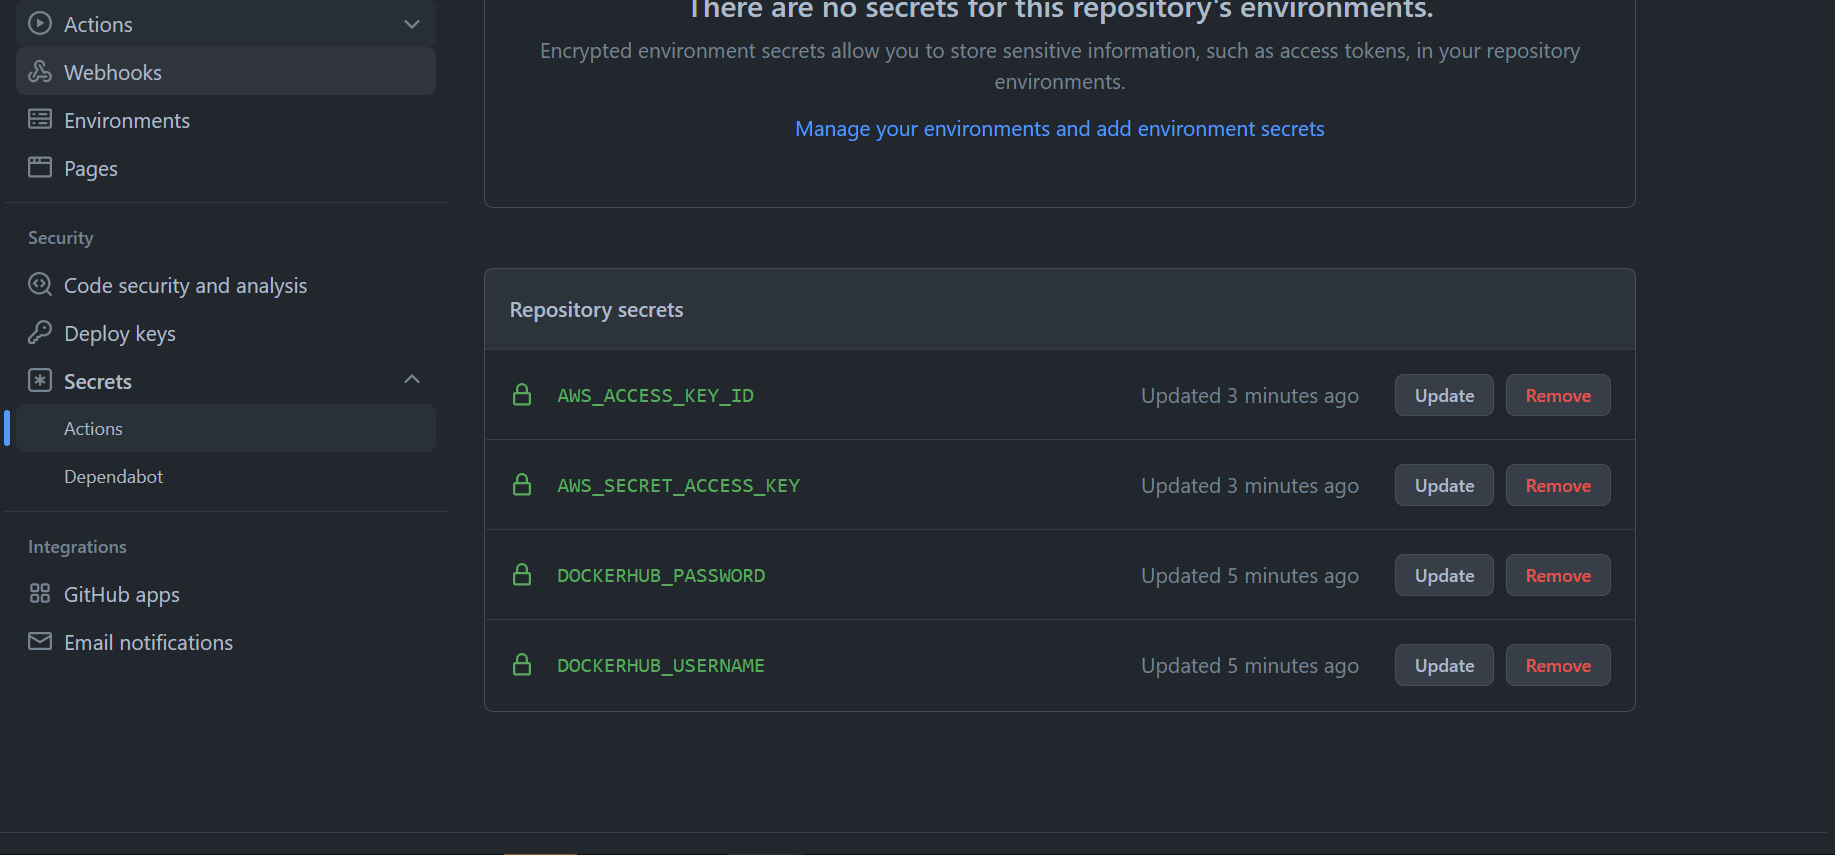 Actions
Webhooks
Environments
Pages
Security
Code security and analysis
Deploy keys
Secrets
Actions
Dependabot
Integrations
GitHub apps
Email notifications
There are no secrets for this repository's environments.
Encrypted environment secrets allow you to store sensitive information, such as access tokens, in your repository
environments.
Manage your environments and add environment secrets
Repository secrets
AWS_ACCESS_KEY_ID Updated 3 minutes ago Update Remove
AWS_SECRET_ACCESS_KEY Updated 3 minutes ago Update Remove
DOCKERHUB_PASSWORD Updated 5 minutes ago Update Remove
DOCKERHUB_USERNAME Updated 5 minutes ago Update Remove